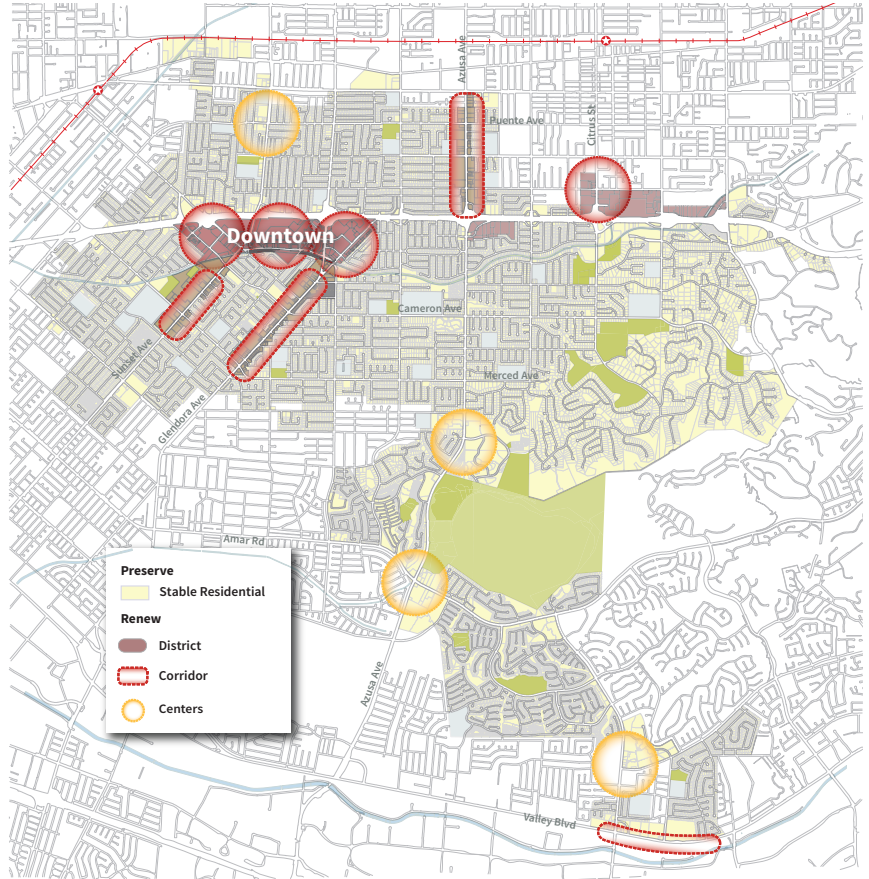 Azusa Ave
Puente Ave
Citrus St
Downtown
Cameron Ave
Sunset Ave
Merced Ave
Glendora Ave
Amar Rd
Preserve
Stable Residential
Renew
District
Corridor
Centers
Azusa Ave
Valley Blvd